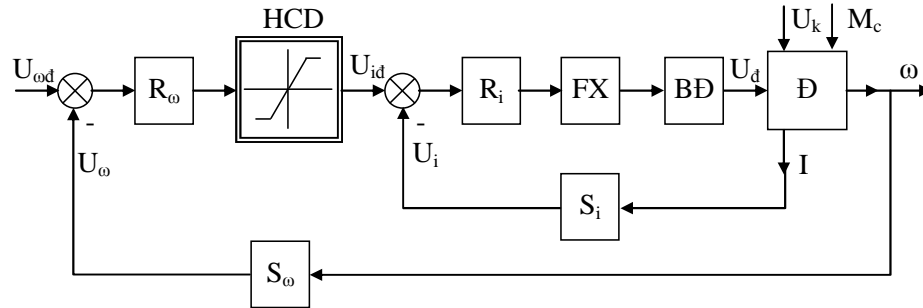 HCD
U_k M_c
U_ωđ U_iđ U_đ ω
R_ω R_i FX BĐ Đ
- -
U_ω U_i I
S_i
S_ω